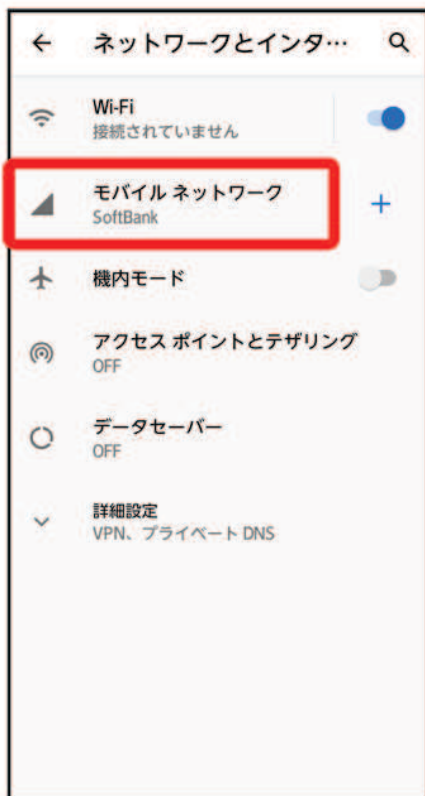 ネットワークとインタ…
Wi-Fi
接続されていません
モバイル ネットワーク
SoftBank
機内モード
アクセス ポイントとテザリング
OFF
データセーバー
OFF
詳細設定
VPN、プライベート DNS